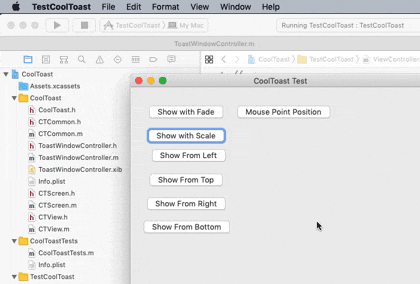 TestCoolToast File Edit Format View Window Help
TestCoolToast My Mac Running TestCoolToast : TestCoolToast
ToastWindowController.m
CoolToast TestCoolToast ViewController.m
CoolToast
Assets.xcassets
CoolToast
CoolToast.h
CTCommon.h
CTCommon.m
ToastWindowController.h
ToastWindowController.m
ToastWindowController.xib
Info.plist
CTScreen.h
CTScreen.m
CTView.h
CTView.m
CoolToastTests
CoolToastTests.m
Info.plist
TestCoolToast
CoolToast Test
Show with Fade Mouse Point Position
Show with Scale
Show From Left
Show From Top
Show From Right
Show From Bottom